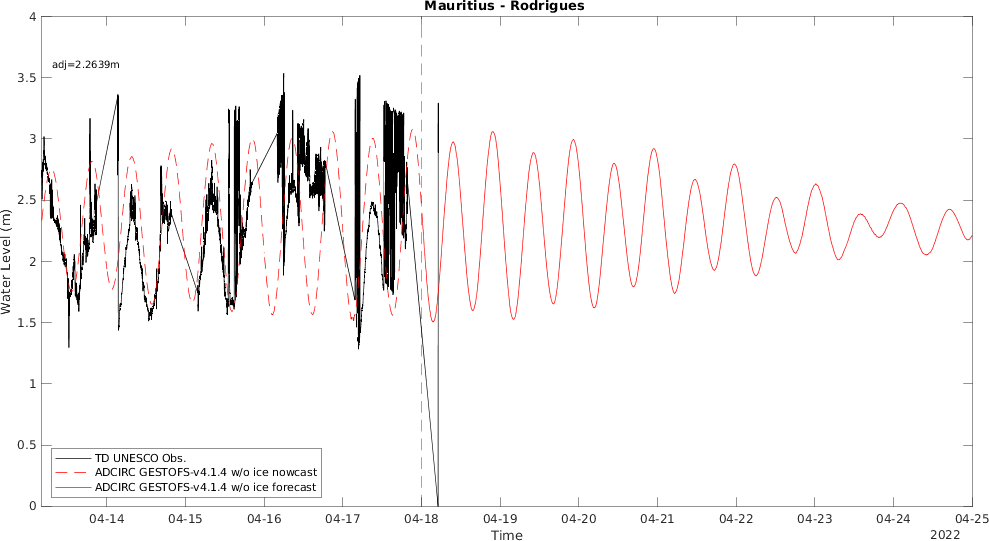 Mauritius - Rodrigues
4
3.5
3
2.5
2
1.5
1
0.5
0
Water Level (m)
adj=2.2639m
TD UNESCO Obs.
ADCIRC GESTOFS-v4.1.4 w/o ice nowcast
ADCIRC GESTOFS-v4.1.4 w/o ice forecast
04-14 04-15 04-16 04-17 04-18 04-19 04-20 04-21 04-22 04-23 04-24 04-25
Time
2022